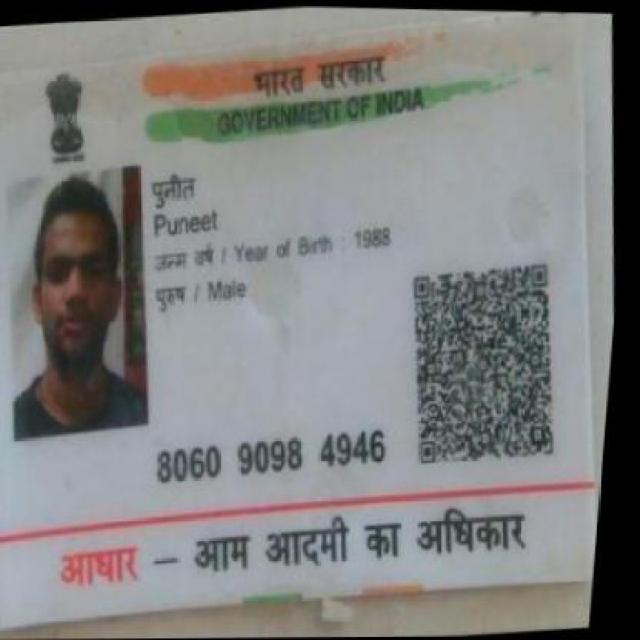 भारत सरकार
GOVERNMENT OF INDIA
पुनीत
Puneet
जन्म वर्ष / Year of Birth : 1988
पुरुष / Male
8060 9098 4946
आधार – आम आदमी का अधिकार